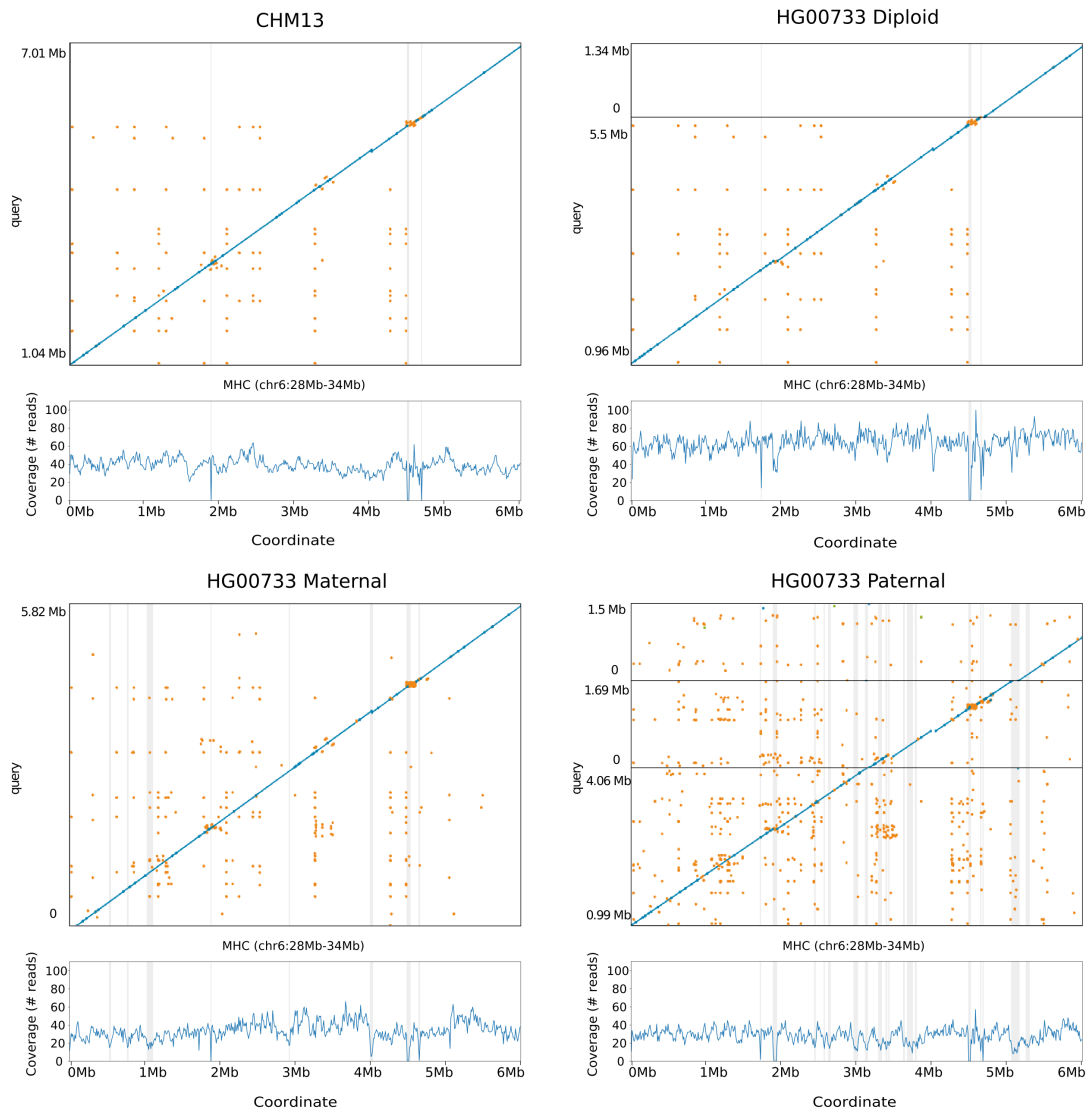 CHM13
7.01 Mb
query
1.04 Mb
MHC (chr6:28Mb-34Mb)
Coverage (# reads)
100
80
60
40
20
0
0Mb 1Mb 2Mb 3Mb 4Mb 5Mb 6Mb
Coordinate
HG00733 Diploid
1.34 Mb
0
5.5 Mb
query
0.96 Mb
MHC (chr6:28Mb-34Mb)
Coverage (# reads)
100
80
60
40
20
0
0Mb 1Mb 2Mb 3Mb 4Mb 5Mb 6Mb
Coordinate
HG00733 Maternal
5.82 Mb
query
0
MHC (chr6:28Mb-34Mb)
Coverage (# reads)
100
80
60
40
20
0
0Mb 1Mb 2Mb 3Mb 4Mb 5Mb 6Mb
Coordinate
HG00733 Paternal
1.5 Mb
0
1.69 Mb
0
query
4.06 Mb
0.99 Mb
MHC (chr6:28Mb-34Mb)
Coverage (# reads)
100
80
60
40
20
0
0Mb 1Mb 2Mb 3Mb 4Mb 5Mb 6Mb
Coordinate